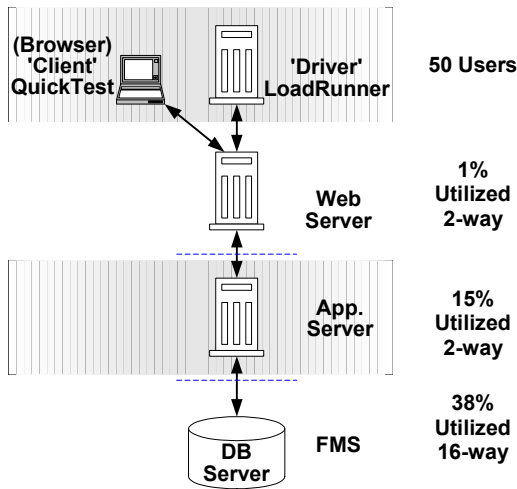 (Browser)
'Client'
QuickTest
'Driver'
LoadRunner
50 Users
Web
Server
1%
Utilized
2-way
App.
Server
15%
Utilized
2-way
DB
Server
FMS
38%
Utilized
16-way